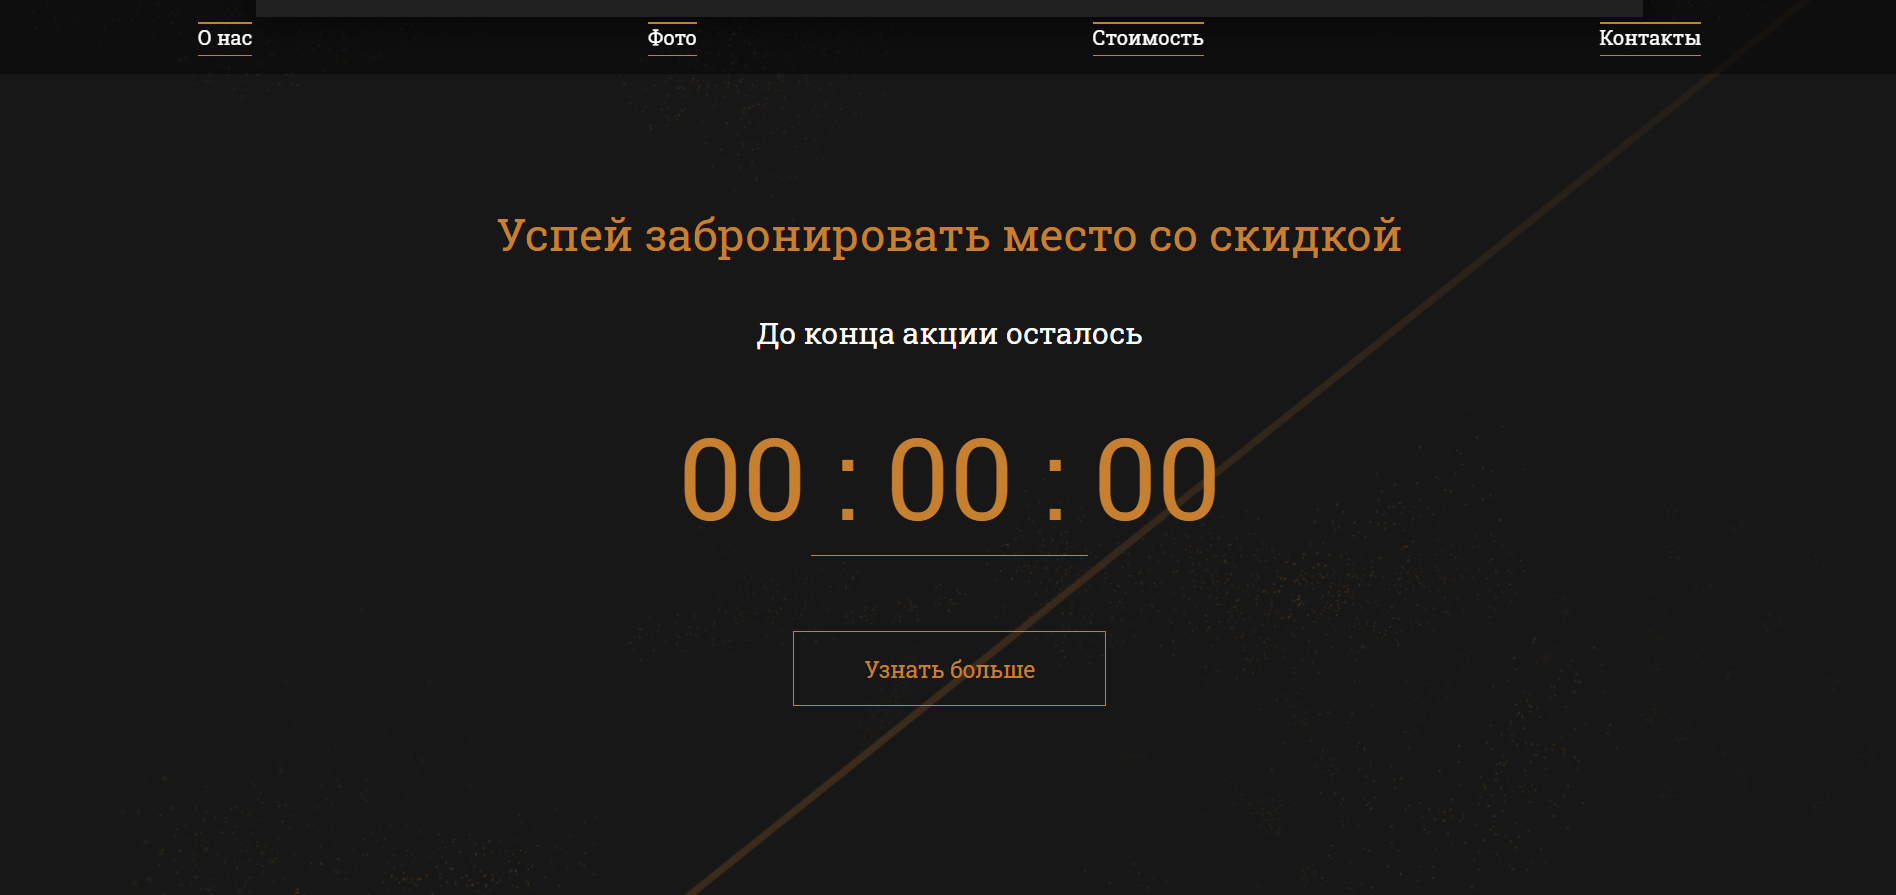 О нас
Фото
Стоимость
Контакты
Успей забронировать место со скидкой
До конца акции осталось
00 : 00 : 00
Узнать больше